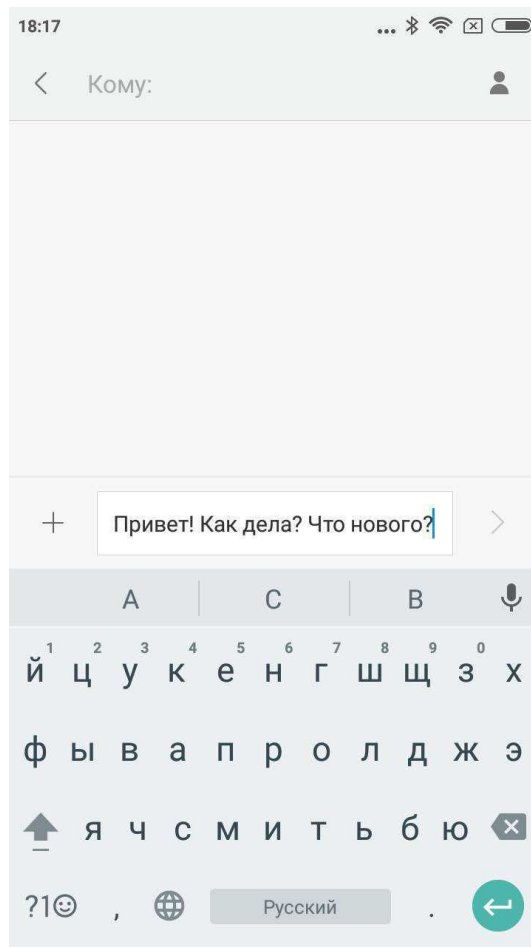 18:17
Кому:
Привет! Как дела? Что нового?
А С В
1 2 3 4 5 6 7 8 9 0
й ц у к е н г ш щ з х
ф ы в а п р о л д ж э
я ч с м и т ь б ю
?1☺ , Русский .